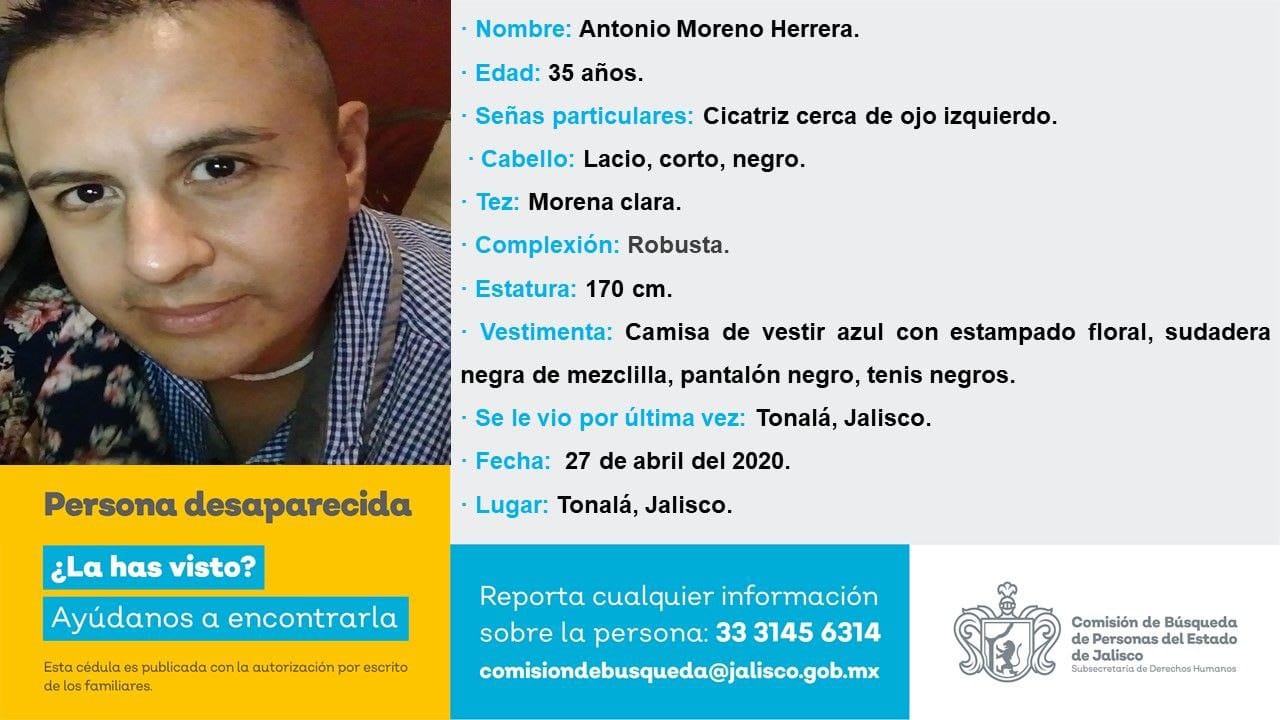 · Nombre: Antonio Moreno Herrera.
· Edad: 35 años.
· Señas particulares: Cicatriz cerca de ojo izquierdo.
· Cabello: Lacio, corto, negro.
· Tez: Morena clara.
· Complexión: Robusta.
· Estatura: 170 cm.
· Vestimenta: Camisa de vestir azul con estampado floral, sudadera
negra de mezclilla, pantalón negro, tenis negros.
· Se le vio por última vez: Tonalá, Jalisco.
· Fecha: 27 de abril del 2020.
· Lugar: Tonalá, Jalisco.
Persona desaparecida
¿La has visto?
Ayúdanos a encontrarla
Esta cédula es publicada con la autorización por escrito
de los familiares.
Reporta cualquier información
sobre la persona: 33 3145 6314
comisiondebusqueda@jalisco.gob.mx
Comisión de Búsqueda
de Personas del Estado
de Jalisco
Subsecretaría de Derechos Humanos